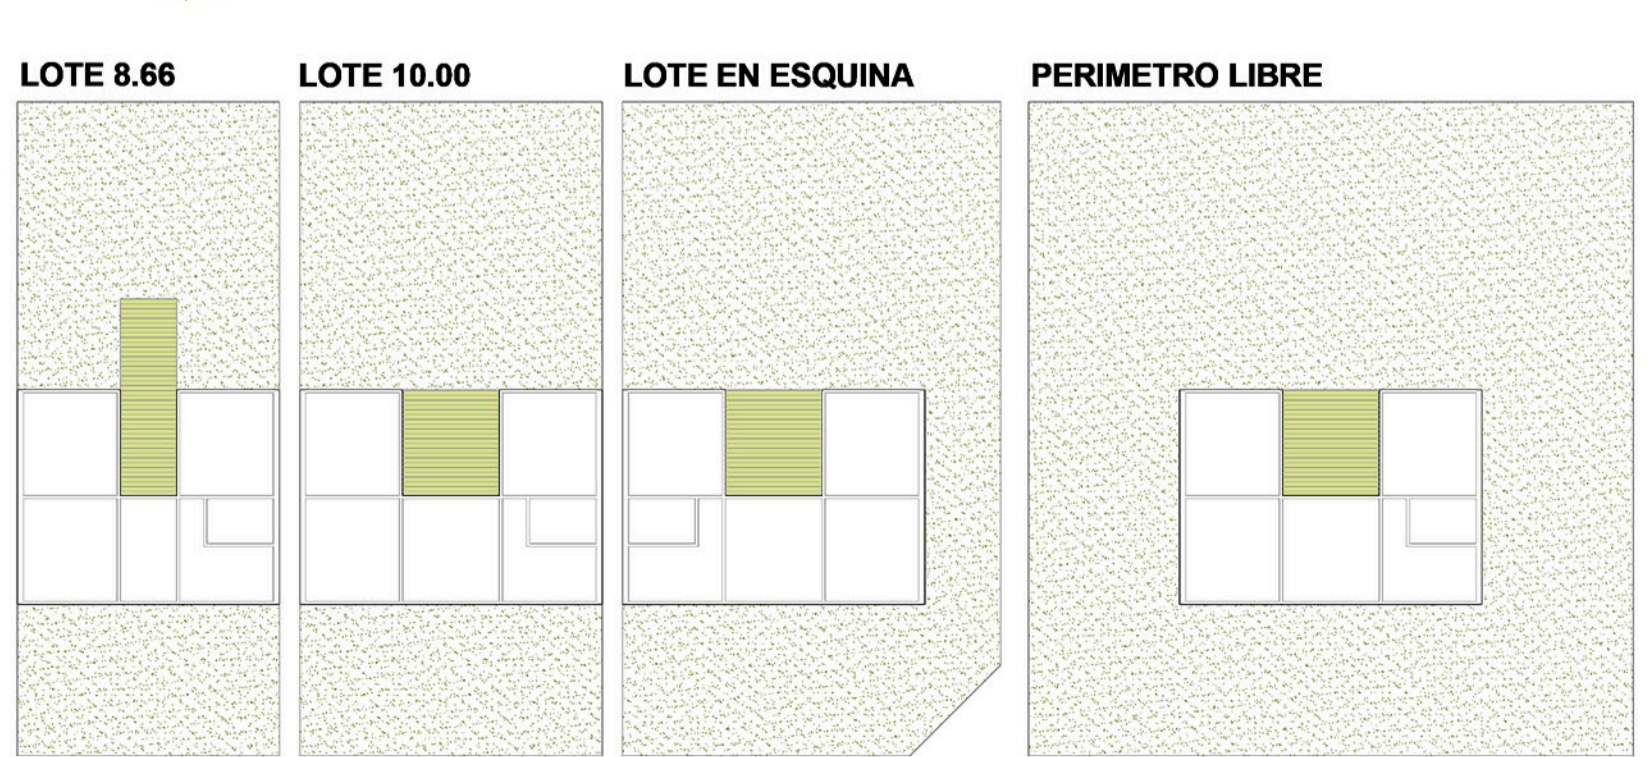 LOTE 8.66
LOTE 10.00
LOTE EN ESQUINA
PERIMETRO LIBRE